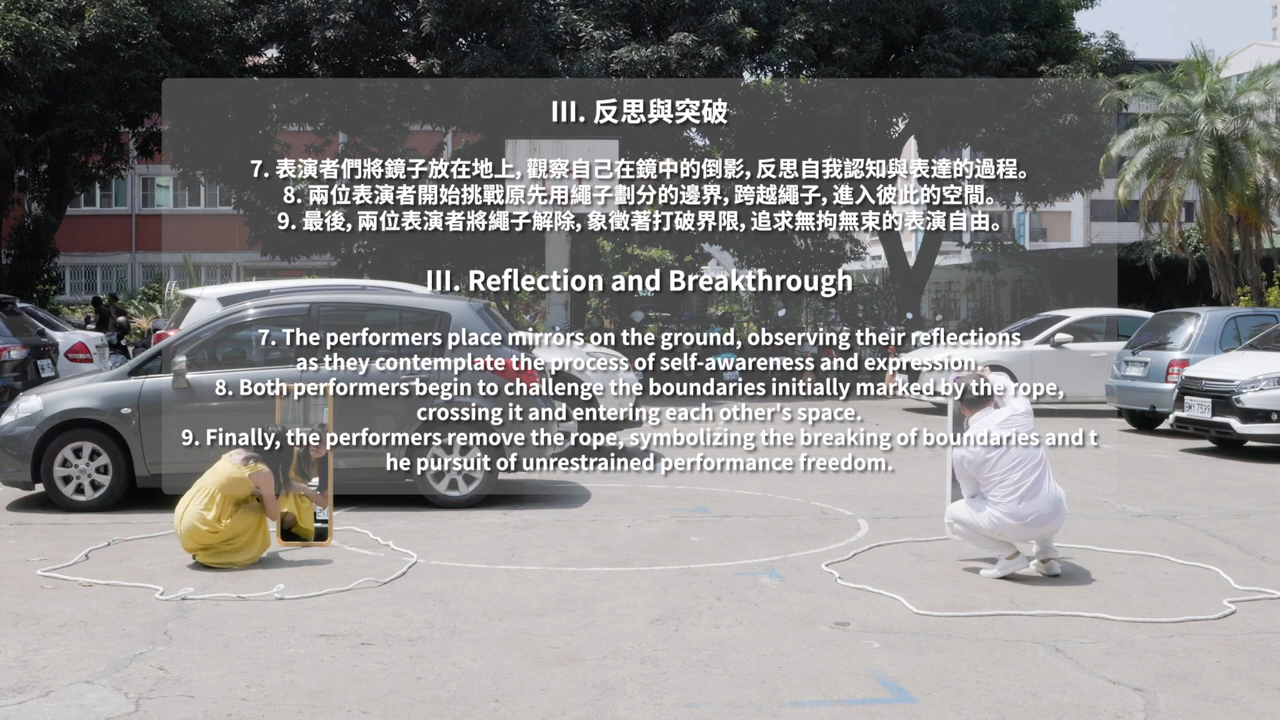 III. 反思與突破
7. 表演者們將鏡子放在地上, 觀察自己在鏡中的倒影, 反思自我認知與表達的過程。
8. 兩位表演者開始挑戰原先用繩子劃分的邊界, 跨越繩子, 進入彼此的空間。
9. 最後, 兩位表演者將繩子解除, 象徵著打破界限, 追求無拘無束的表演自由。
III. Reflection and Breakthrough
7. The performers place mirrors on the ground, observing their reflections
as they contemplate the process of self-awareness and expression.
8. Both performers begin to challenge the boundaries initially marked by the rope,
crossing it and entering each other's space.
9. Finally, the performers remove the rope, symbolizing the breaking of boundaries and t
he pursuit of unrestrained performance freedom.